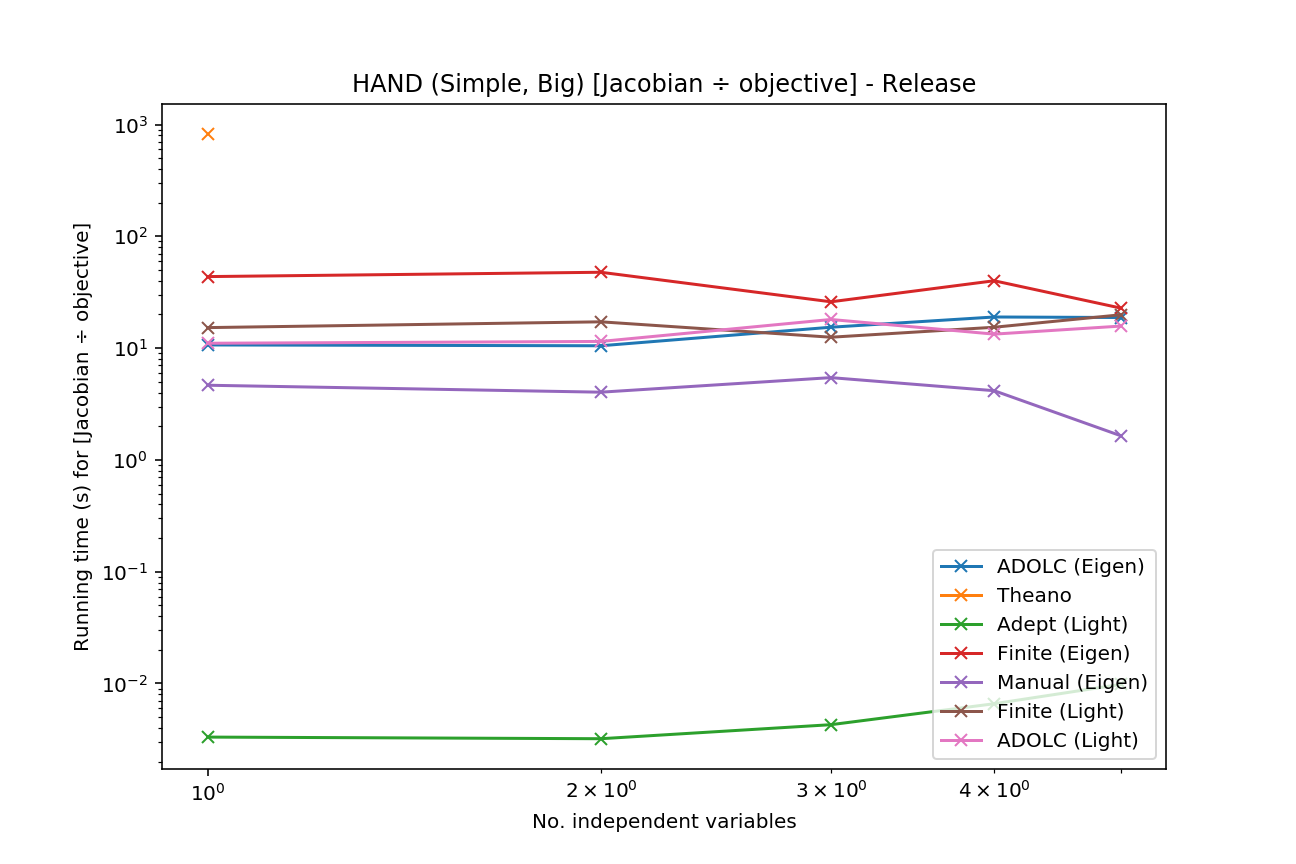 HAND (Simple, Big) [Jacobian ÷ objective] - Release
Running time (s) for [Jacobian ÷ objective]
10³
10²
10¹
10⁰
10⁻¹
10⁻²
ADOLC (Eigen)
Theano
Adept (Light)
Finite (Eigen)
Manual (Eigen)
Finite (Light)
ADOLC (Light)
10⁰ 2 × 10⁰ 3 × 10⁰ 4 × 10⁰
No. independent variables